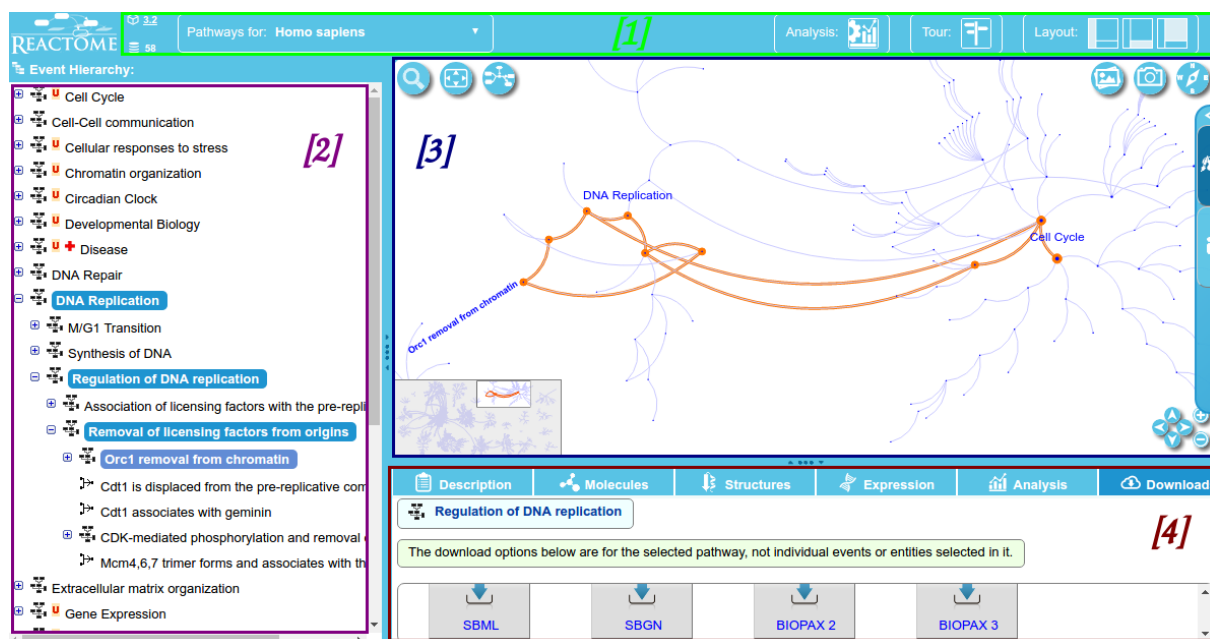 REACTOME
3.2
58
Pathways for: Homo sapiens
[1]
Analysis:
Tour:
Layout:
Event Hierarchy:
U Cell Cycle
Cell-Cell communication
U Cellular responses to stress
U Chromatin organization
U Circadian Clock
U Developmental Biology
U Disease
DNA Repair
DNA Replication
M/G1 Transition
Synthesis of DNA
Regulation of DNA replication
Association of licensing factors with the pre-repli
Removal of licensing factors from origins
Orc1 removal from chromatin
Cdt1 is displaced from the pre-replicative com
Cdt1 associates with geminin
CDK-mediated phosphorylation and removal
Mcm4,6,7 trimer forms and associates with th
Extracellular matrix organization
U Gene Expression
[2]
[3]
DNA Replication
Cell Cycle
Orc1 removal from chromatin
Description
Molecules
Structures
Expression
Analysis
Download
Regulation of DNA replication
[4]
The download options below are for the selected pathway, not individual events or entities selected in it.
SBML
SBGN
BIOPAX 2
BIOPAX 3